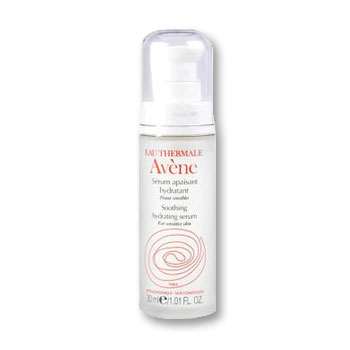 EAU THERMALE
Avène
Sérum apaisant
hydratant
Peaux sensibles
Soothing
hydrating serum
For sensitive skin
30 ml e/1.01 FL. OZ.